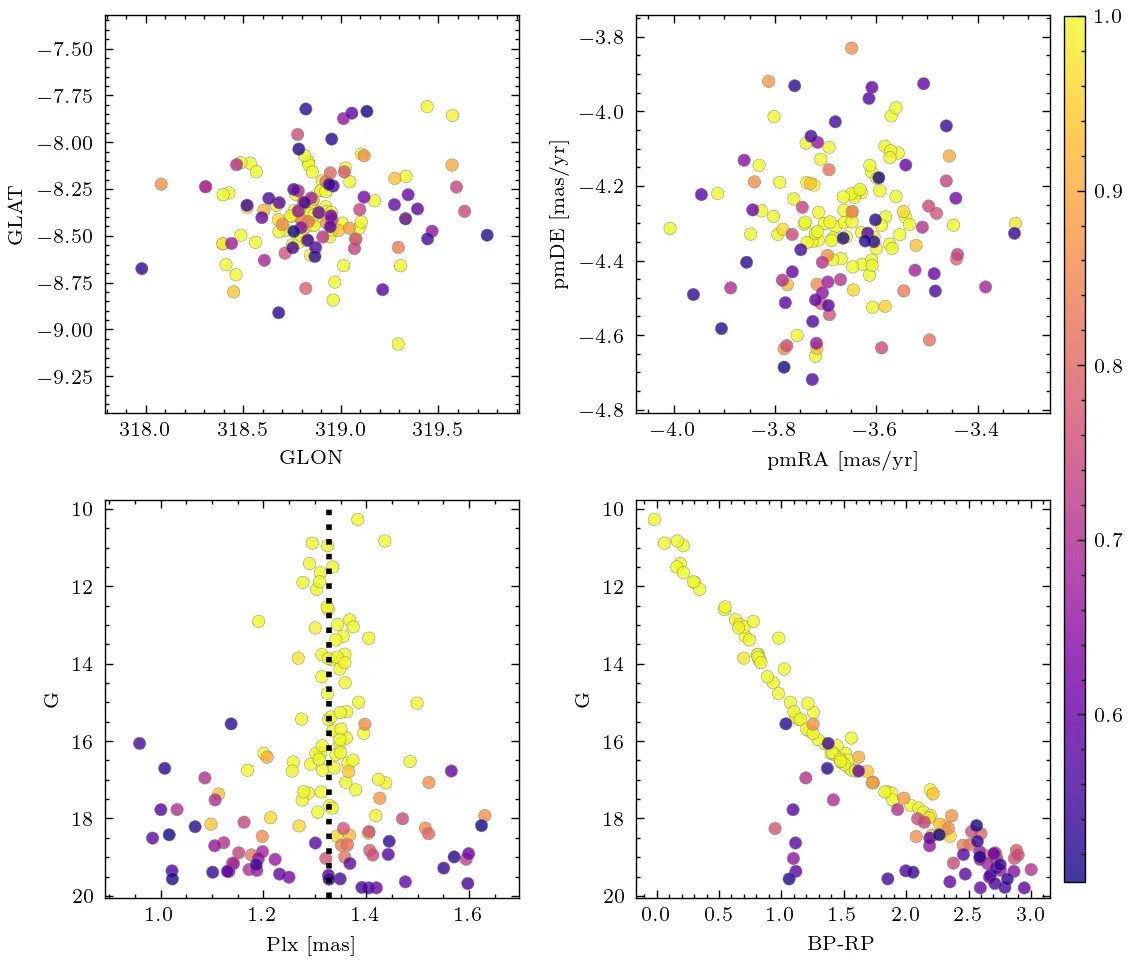 −7.50
−7.75
−8.00
−8.25
−8.50
−8.75
−9.00
−9.25
GLAT
318.0 318.5 319.0 319.5
GLON
−3.8
−4.0
−4.2
−4.4
−4.6
−4.8
pmDE [mas/yr]
−4.0 −3.8 −3.6 −3.4
pmRA [mas/yr]
1.0
0.9
0.8
0.7
0.6
10
12
14
16
18
20
G
1.0 1.2 1.4 1.6
Plx [mas]
10
12
14
16
18
20
G
0.0 0.5 1.0 1.5 2.0 2.5 3.0
BP-RP